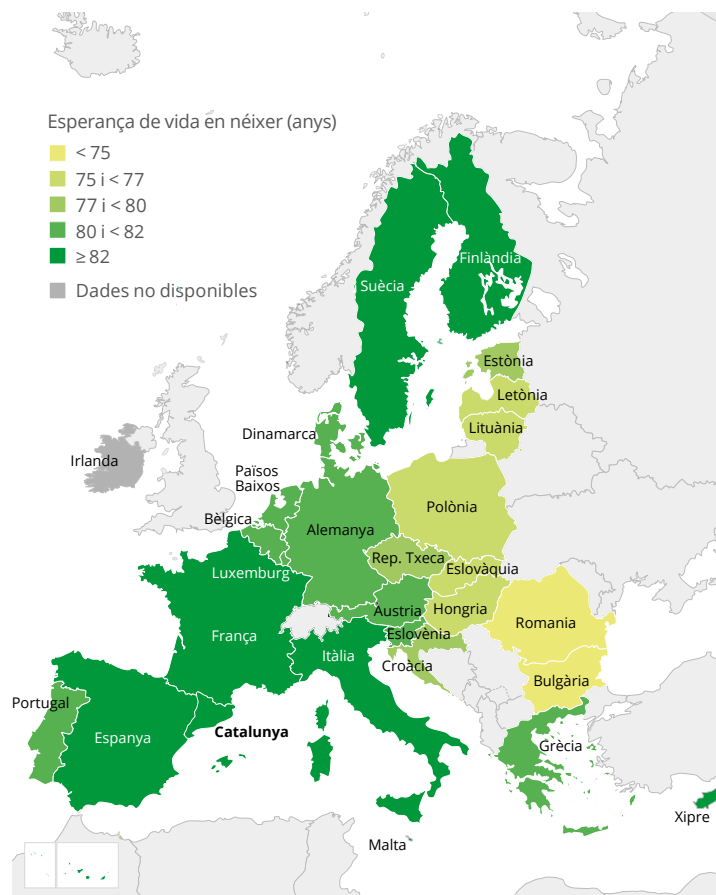 Esperança de vida en néixer (anys)
< 75
75 i < 77
77 i < 80
80 i < 82
≥ 82
Dades no disponibles
Finlàndia
Suècia
Estònia
Letònia
Lituània
Dinamarca
Irlanda
Països
Baixos
Polònia
Bèlgica
Alemanya
Rep. Txeca
Eslovàquia
Luxemburg
Àustria
Hongria
Romania
França
Eslovènia
Itàlia
Croàcia
Bulgària
Portugal
Espanya
Catalunya
Grècia
Xipre
Malta